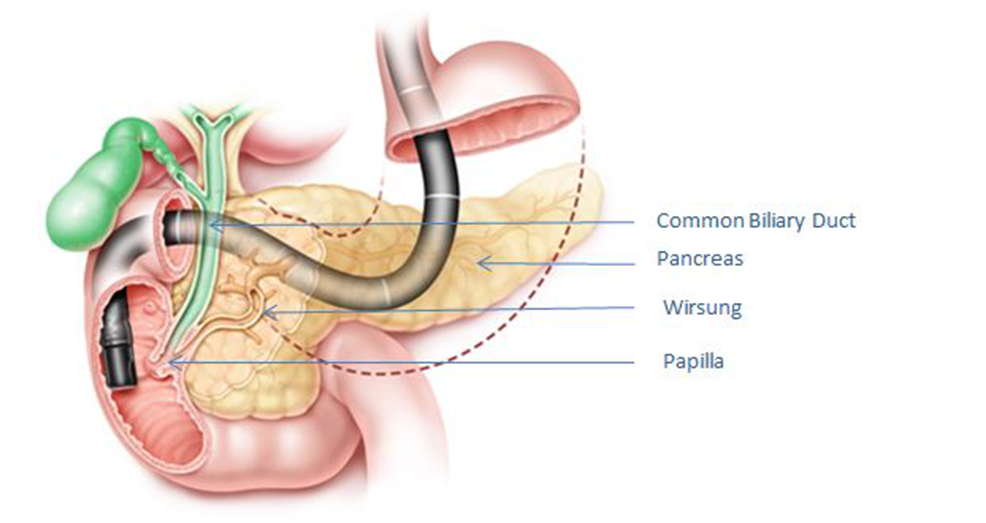 Common Biliary Duct
Pancreas
Wirsung
Papilla